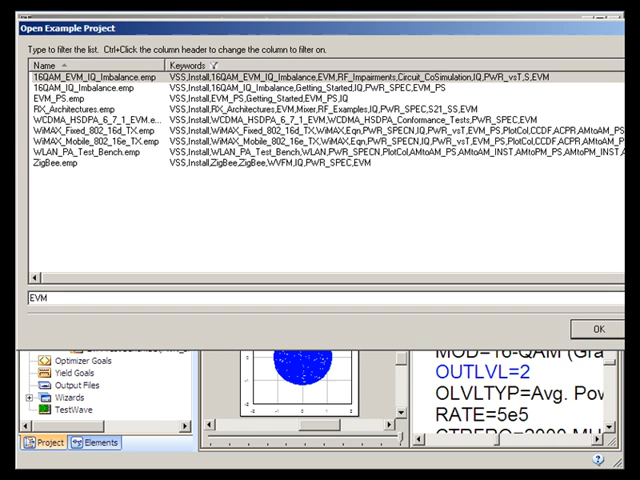 Open Example Project
Type to filter the list. Ctrl+Click the column header to change the column to filter on.
Name Keywords
16QAM_EVM_IQ_Imbalance.emp VSS,Install,16QAM_EVM_IQ_Imbalance,EVM,RF_Impairments,Circuit_CoSimulation,IQ,PWR_vsT,S,EVM
16QAM_IQ_Imbalance.emp VSS,Install,16QAM_IQ_Imbalance,Getting_Started,IQ,PWR_SPEC,EVM_PS
EVM_PS.emp VSS,Install,EVM_PS,Getting_Started,EVM_PS,IQ
RX_Architectures.emp VSS,Install,RX_Architectures,EVM,Mixer,RF_Examples,IQ,PWR_SPEC,S21_SS,EVM
WCDMA_HSDPA_6_7_1_EVM.e... VSS,Install,WCDMA_HSDPA_6_7_1_EVM,WCDMA_HSDPA_Conformance_Tests,PWR_SPEC,EVM
WiMAX_Fixed_802_16d_TX.emp VSS,Install,WiMAX_Fixed_802_16d_TX,WiMAX,Eqn,PWR_SPECN,IQ,PWR_vsT,EVM_PS,PlotCol,CCDF,ACPR,AMtoAM_PS
WiMAX_Mobile_802_16e_TX.emp VSS,Install,WiMAX_Mobile_802_16e_TX,WiMAX,Eqn,PWR_SPECN,IQ,PWR_vsT,EVM_PS,PlotCol,CCDF,ACPR,AMtoAM_P
WLAN_PA_Test_Bench.emp VSS,Install,WLAN_PA_Test_Bench,WLAN,PWR_SPECN,PlotCol,AMtoAM_PS,AMtoAM_INST,AMtoPM_PS,AMtoPM_INST,A
ZigBee.emp VSS,Install,ZigBee,ZigBee,WVFM,IQ,PWR_SPEC,EVM
EVM
OK
Optimizer Goals
Yield Goals
Output Files
Wizards
TestWave
MOD=16-QAM (Gra
OUTLVL=2
OLVLTYP=Avg. Pow
RATE=5e5
Project Elements